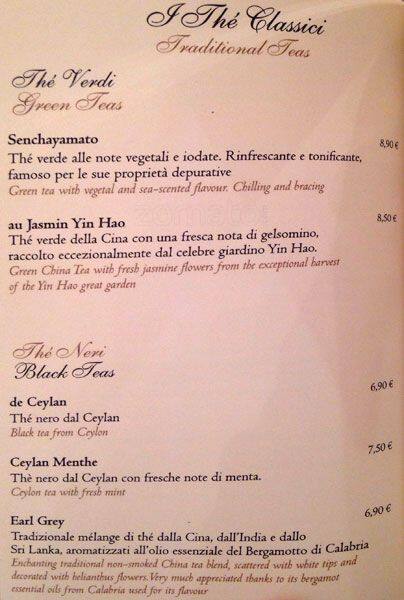 I Thé Classici
Traditional Teas
Thé Verdi
Green Teas
Senchayamato
8,90 €
Thé verde alle note vegetali e iodate. Rinfrescante e tonificante,
famoso per le sue proprietà depurative
Green tea with vegetal and sea-scented flavour. Chilling and bracing
au Jasmin Yin Hao
8,50 €
Thé verde della Cina con una fresca nota di gelsomino,
raccolto eccezionalmente dal celebre giardino Yin Hao.
Green China Tea with fresh jasmine flowers from the exceptional harvest
of the Yin Hao great garden
Thé Neri
Black Teas
de Ceylan
6,90 €
Thé nero dal Ceylan
Black tea from Ceylon
Ceylan Menthe
7,50 €
Thè nero dal Ceylan con fresche note di menta.
Ceylon tea with fresh mint
Earl Grey
6,90 €
Tradizionale mélange di thé dalla Cina, dall'India e dallo
Sri Lanka, aromatizzati all'olio essenziale del Bergamotto di Calabria
Enchanting traditional non-smoked China tea blend, scattered with white tips and
decorated with helianthus flowers. Very much appreciated thanks to its bergamot
essential oils from Calabria used for its flavour